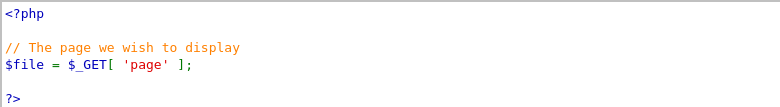 <?php
// The page we wish to display
$file = $_GET[ 'page' ];
?>